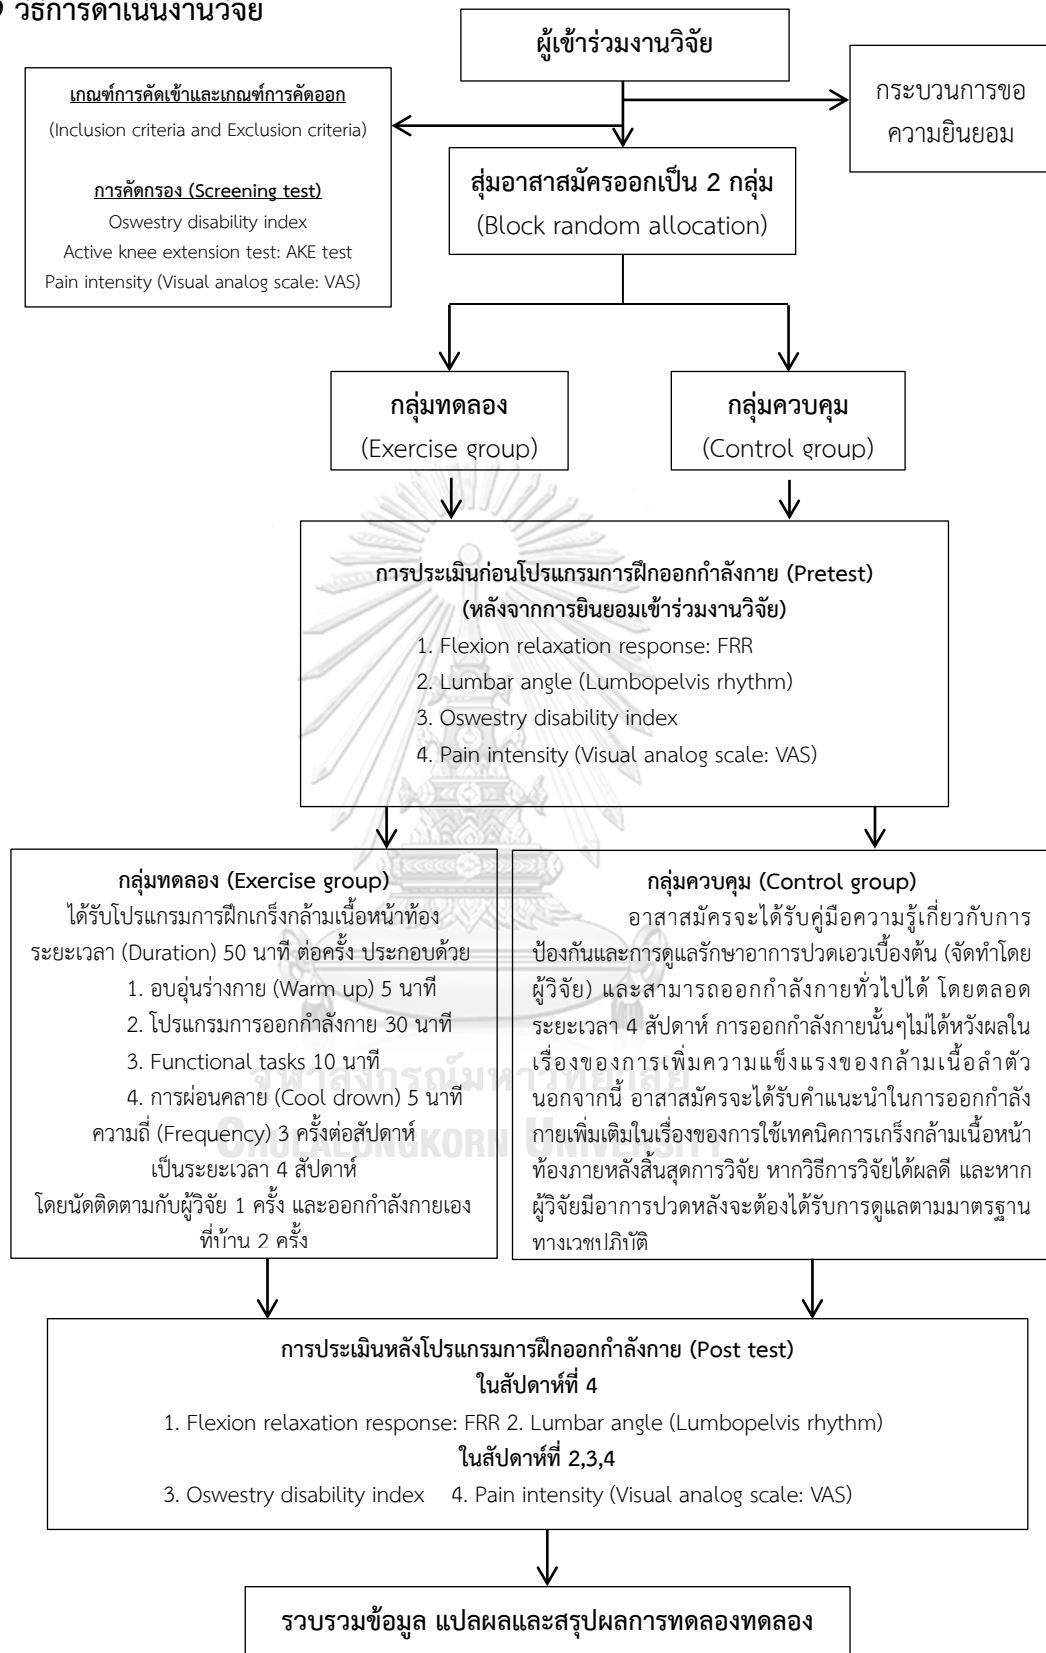 วิธีการดำเนินงานวิจัย
ผู้เข้าร่วมงานวิจัย
เกณฑ์การคัดเข้าและเกณฑ์การคัดออก
(Inclusion criteria and Exclusion criteria)
การคัดกรอง (Screening test)
Oswestry disability index
Active knee extension test: AKE test
Pain intensity (Visual analog scale: VAS)
กระบวนการขอ
ความยินยอม
สุ่มอาสาสมัครออกเป็น 2 กลุ่ม
(Block random allocation)
กลุ่มทดลอง
(Exercise group)
กลุ่มควบคุม
(Control group)
การประเมินก่อนโปรแกรมการฝึกออกกำลังกาย (Pretest)
(หลังจากการยินยอมเข้าร่วมงานวิจัย)
1. Flexion relaxation response: FRR
2. Lumbar angle (Lumbopelvis rhythm)
3. Oswestry disability index
4. Pain intensity (Visual analog scale: VAS)
กลุ่มทดลอง (Exercise group)
ได้รับโปรแกรมการฝึกเกร็งกล้ามเนื้อหน้าท้อง
ระยะเวลา (Duration) 50 นาที ต่อครั้ง ประกอบด้วย
1. อบอุ่นร่างกาย (Warm up) 5 นาที
2. โปรแกรมการออกกำลังกาย 30 นาที
3. Functional tasks 10 นาที
4. การผ่อนคลาย (Cool drown) 5 นาที
ความถี่ (Frequency) 3 ครั้งต่อสัปดาห์
เป็นระยะเวลา 4 สัปดาห์
โดยนัดติดตามกับผู้วิจัย 1 ครั้ง และออกกำลังกายเอง
ที่บ้าน 2 ครั้ง
กลุ่มควบคุม (Control group)
อาสาสมัครจะได้รับคู่มือความรู้เกี่ยวกับการ
ป้องกันและการดูแลรักษาอาการปวดเอวเบื้องต้น (จัดทำโดย
ผู้วิจัย) และสามารถออกกำลังกายทั่วไปได้ โดยตลอด
ระยะเวลา 4 สัปดาห์ การออกกำลังกายนั้นๆไม่ได้หวังผลใน
เรื่องของการเพิ่มความแข็งแรงของกล้ามเนื้อลำตัว
นอกจากนี้ อาสาสมัครจะได้รับคำแนะนำในการออกกำลัง
กายเพิ่มเติมในเรื่องของการใช้เทคนิคการเกร็งกล้ามเนื้อหน้า
ท้องภายหลังสิ้นสุดการวิจัย หากวิธีการวิจัยได้ผลดี และหาก
ผู้วิจัยมีอาการปวดหลังจะต้องได้รับการดูแลตามมาตรฐาน
ทางเวชปฏิบัติ
จุฬาลงกรณ์มหาวิทยาลัย
CHULALONGKORN UNIVERSITY
การประเมินหลังโปรแกรมการฝึกออกกำลังกาย (Post test)
ในสัปดาห์ที่ 4
1. Flexion relaxation response: FRR 2. Lumbar angle (Lumbopelvis rhythm)
ในสัปดาห์ที่ 2,3,4
3. Oswestry disability index 4. Pain intensity (Visual analog scale: VAS)
รวบรวมข้อมูล แปลผลและสรุปผลการทดลองทดลอง